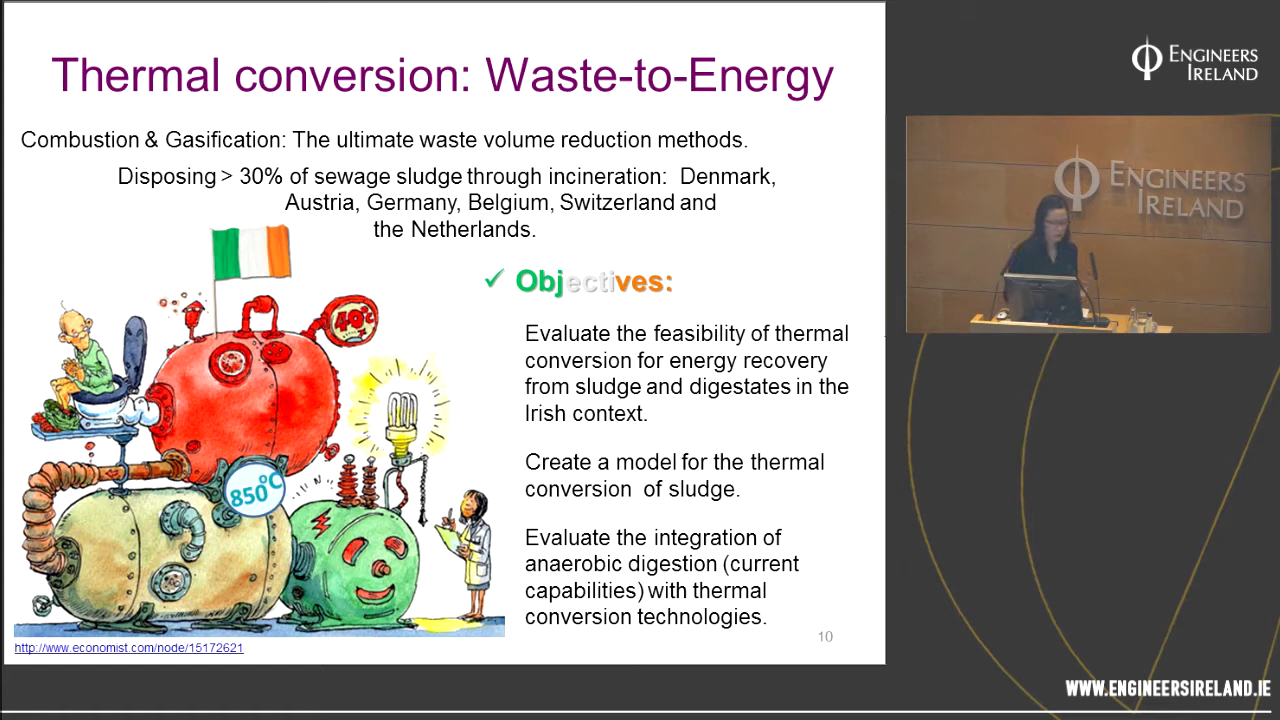 Thermal conversion: Waste-to-Energy
Combustion & Gasification: The ultimate waste volume reduction methods.
Disposing > 30% of sewage sludge through incineration: Denmark,
Austria, Germany, Belgium, Switzerland and
the Netherlands.
✓ Objectives:
Evaluate the feasibility of thermal
conversion for energy recovery
from sludge and digestates in the
Irish context.
Create a model for the thermal
conversion of sludge.
Evaluate the integration of
anaerobic digestion (current
capabilities) with thermal
conversion technologies.
40°C
850°C
http://www.economist.com/node/15172621
10
ENGINEERS
IRELAND
ENGINEERS
IRELAND
WWW.ENGINEERSIRELAND.IE